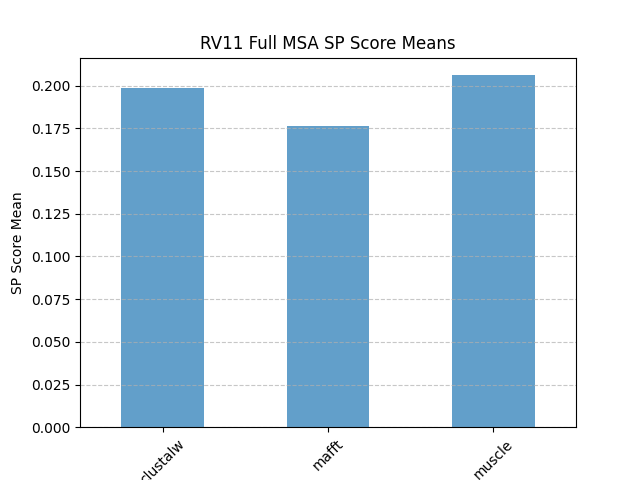 RV11 Full MSA SP Score Means
SP Score Mean
0.200
0.175
0.150
0.125
0.100
0.075
0.050
0.025
0.000
clustalw
mafft
muscle